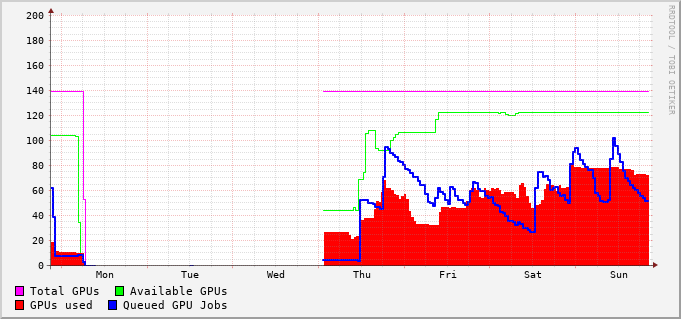 200
180
160
140
120
100
80
60
40
20
0
Mon Tue Wed Thu Fri Sat Sun
Total GPUs Available GPUs
GPUs used Queued GPU Jobs
RRDTOOL / TOBI OETIKER